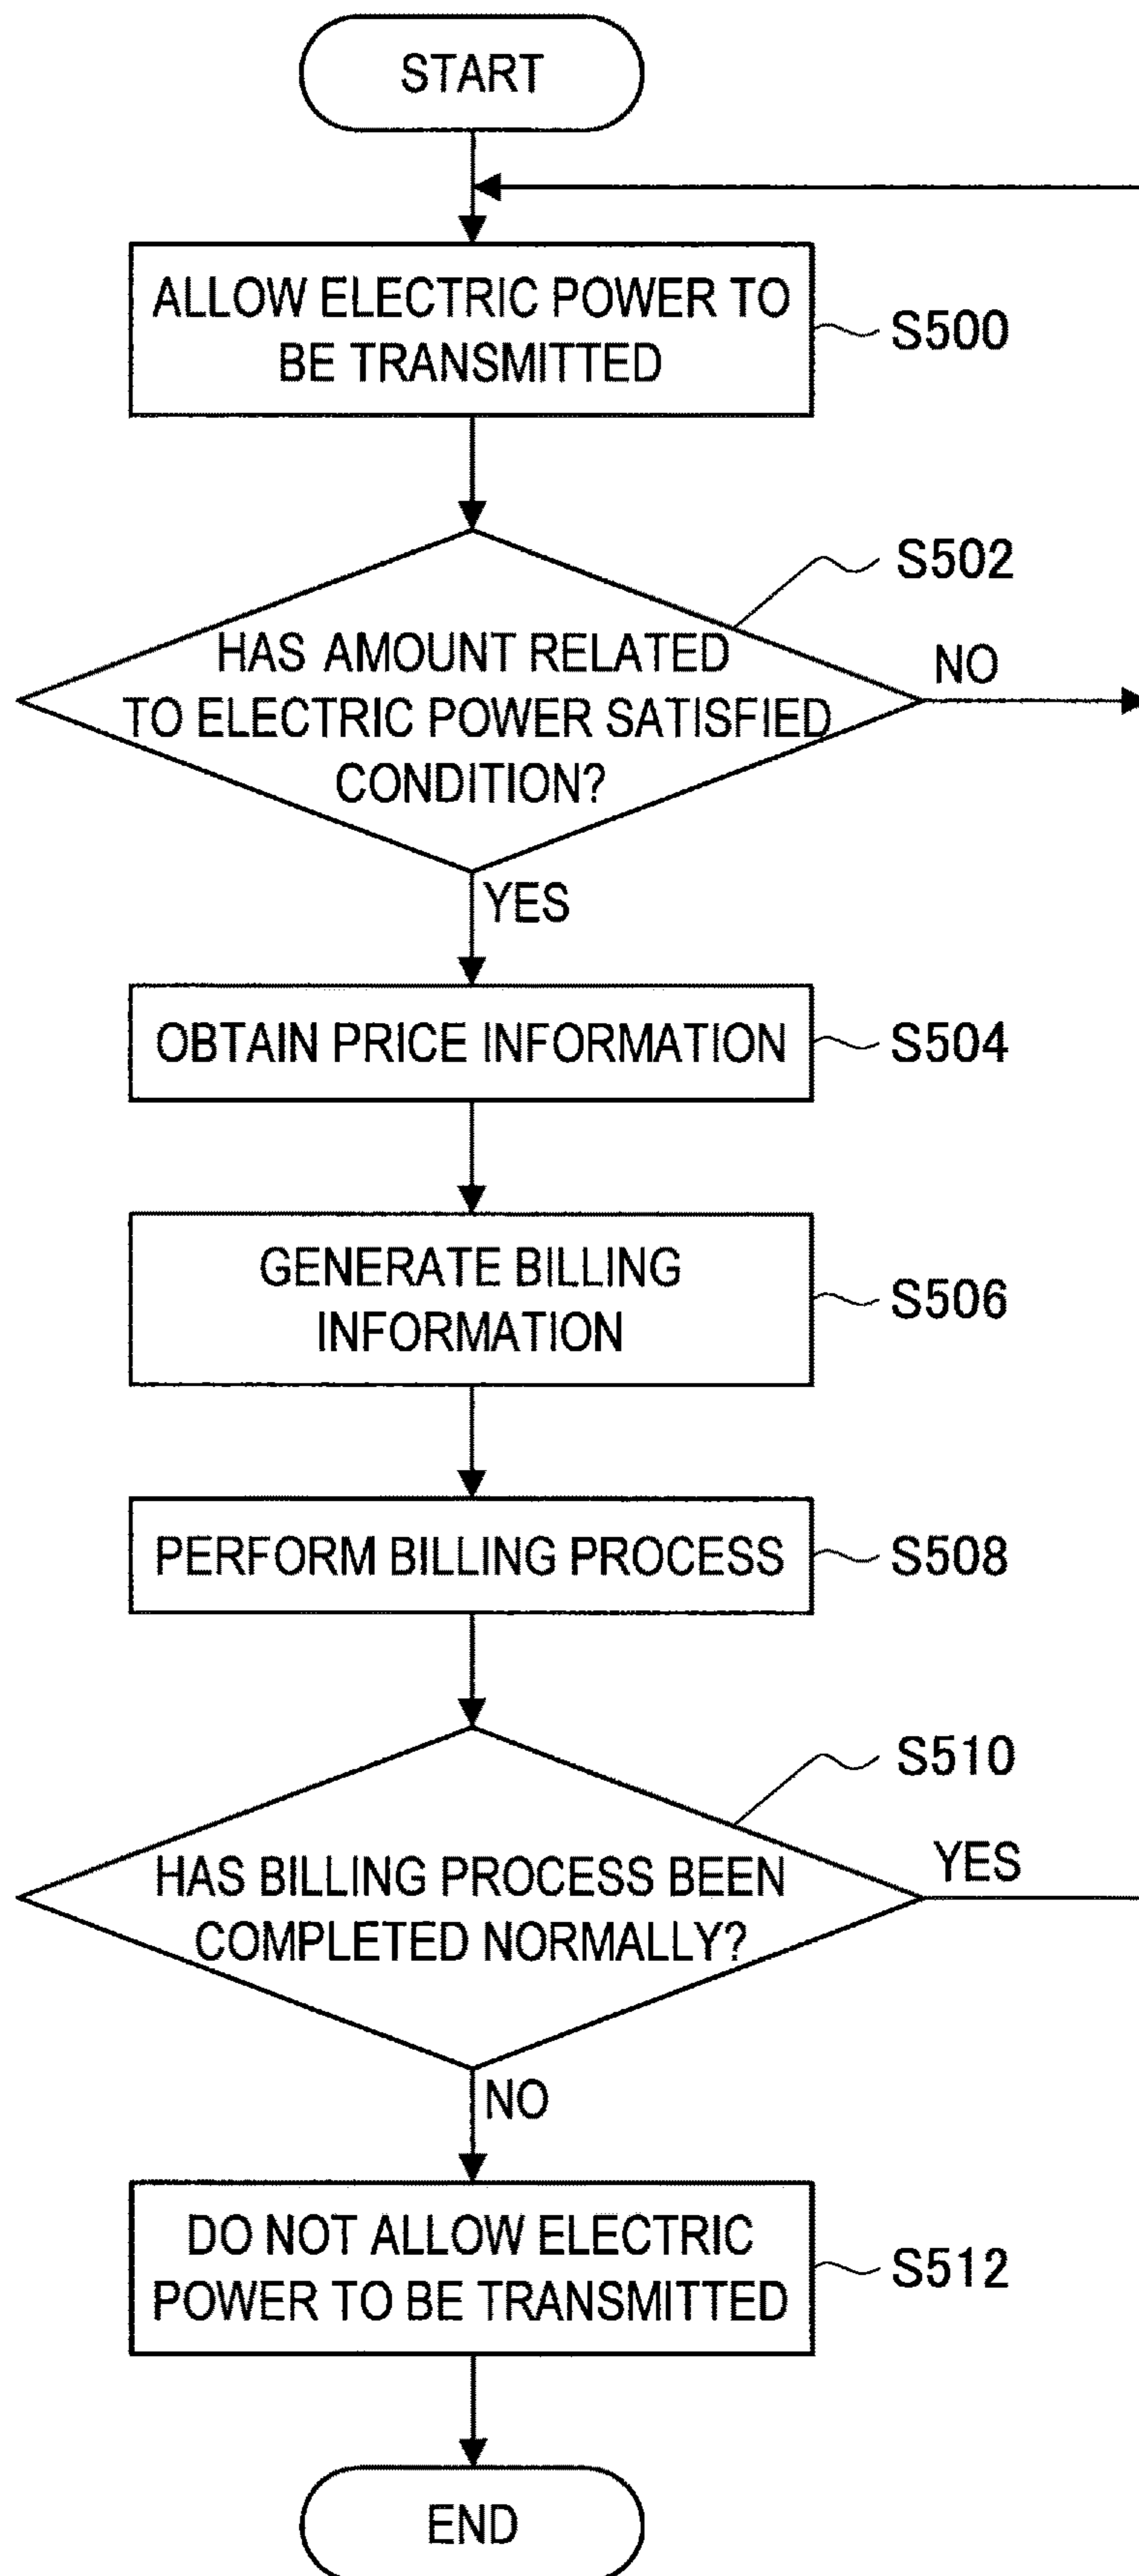 START
ALLOW ELECTRIC POWER TO
BE TRANSMITTED
S500
S502
HAS AMOUNT RELATED
TO ELECTRIC POWER SATISFIED
CONDITION?
NO
YES
OBTAIN PRICE INFORMATION
S504
GENERATE BILLING
INFORMATION
S506
PERFORM BILLING PROCESS
S508
S510
HAS BILLING PROCESS BEEN
COMPLETED NORMALLY?
YES
NO
DO NOT ALLOW ELECTRIC
POWER TO BE TRANSMITTED
S512
END